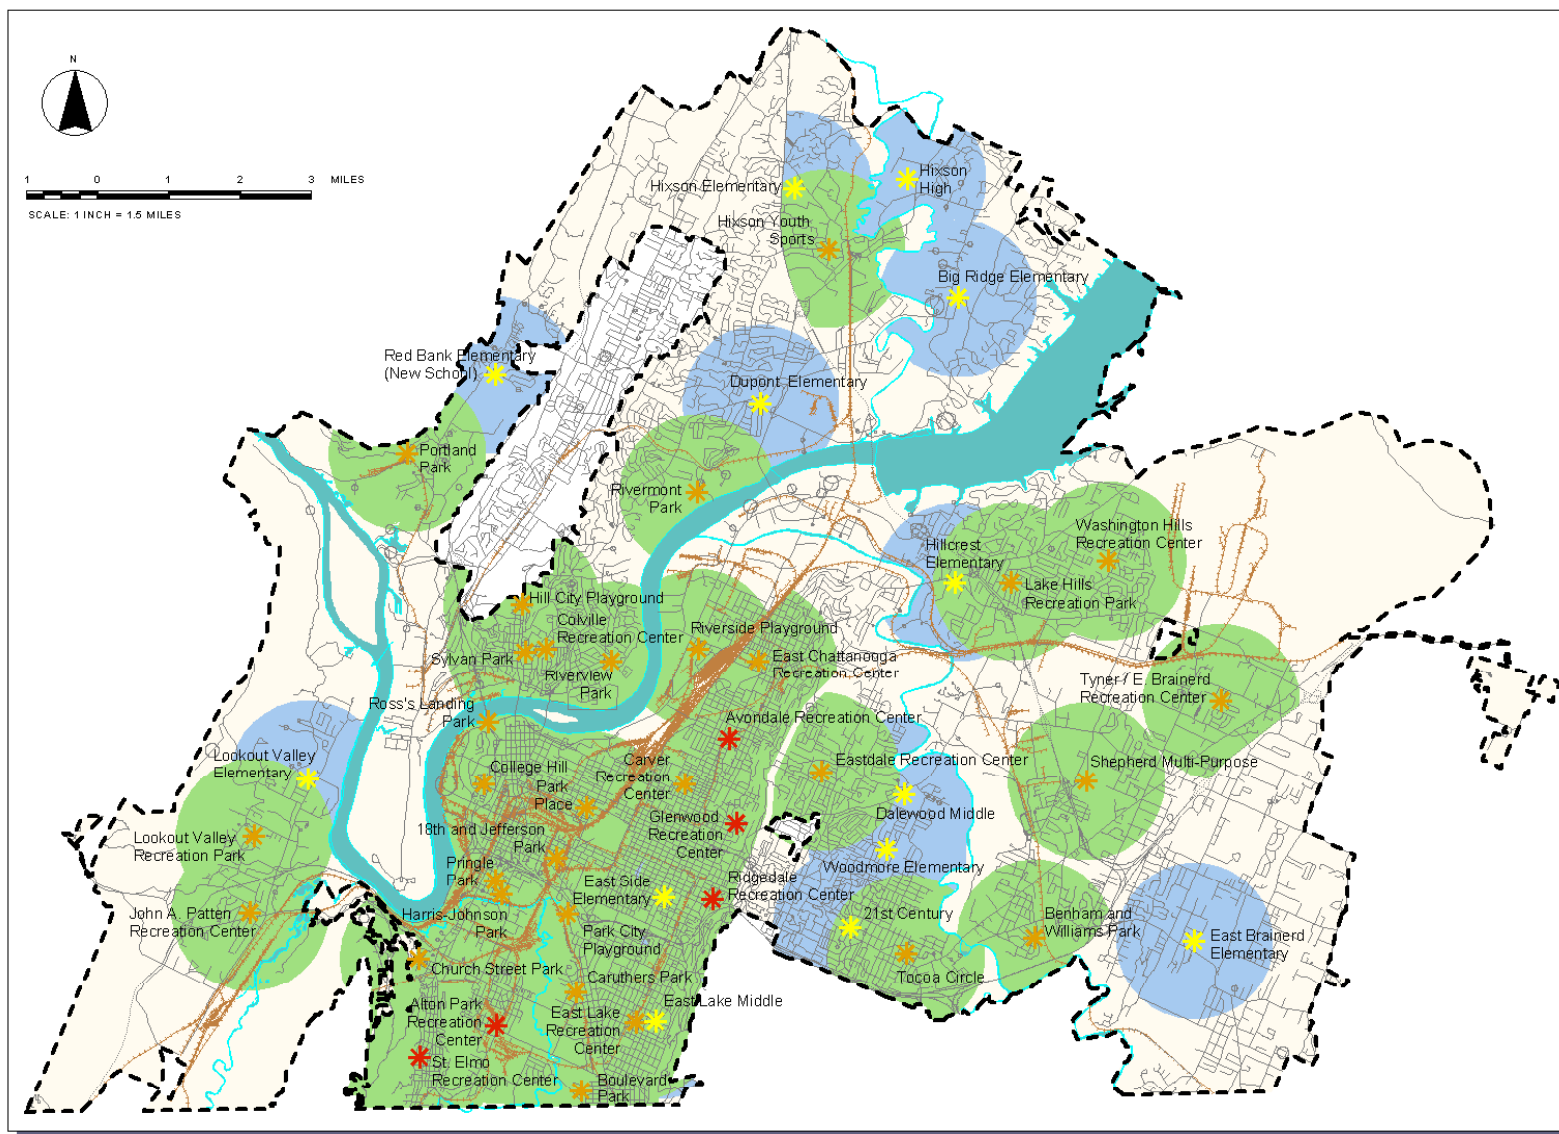 N
1 0 1 2 3 MILES
SCALE: 1 INCH = 1.5 MILES
Hixson Elementary
Hixson
High
Hixson Youth
Sports
Big Ridge Elementary
Red Bank Elementary
(New School)
Dupont Elementary
Portland
Park
Rivermont
Park
Hillcrest
Elementary
Washington Hills
Recreation Center
Lake Hills
Recreation Park
Hill City Playground
Colville
Recreation Center
Sylvan Park
Riverview
Park
Riverside Playground
East Chattanooga
Recreation Center
Tyner / E. Brainerd
Recreation Center
Ross's Landing
Park
Avondale Recreation Center
Lookout Valley
Elementary
College Hill
Park
Place
Carver
Recreation
Center
Eastdale Recreation Center
Shepherd Multi-Purpose
Dalewood Middle
Lookout Valley
Recreation Park
18th and Jefferson
Park
Glenwood
Recreation
Center
Woodmore Elementary
Pringle
Park
East Side
Elementary
Ridgedale
Recreation Center
John A. Patten
Recreation Center
Harris-Johnson
Park
Park City
Playground
21st Century
Benham and
Williams Park
East Brainerd
Elementary
Church Street Park
Caruthers Park
Tocoa Circle
Alton Park
Recreation
Center
East Lake
Recreation
Center
East Lake Middle
St. Elmo
Recreation Center
Boulevard
Park